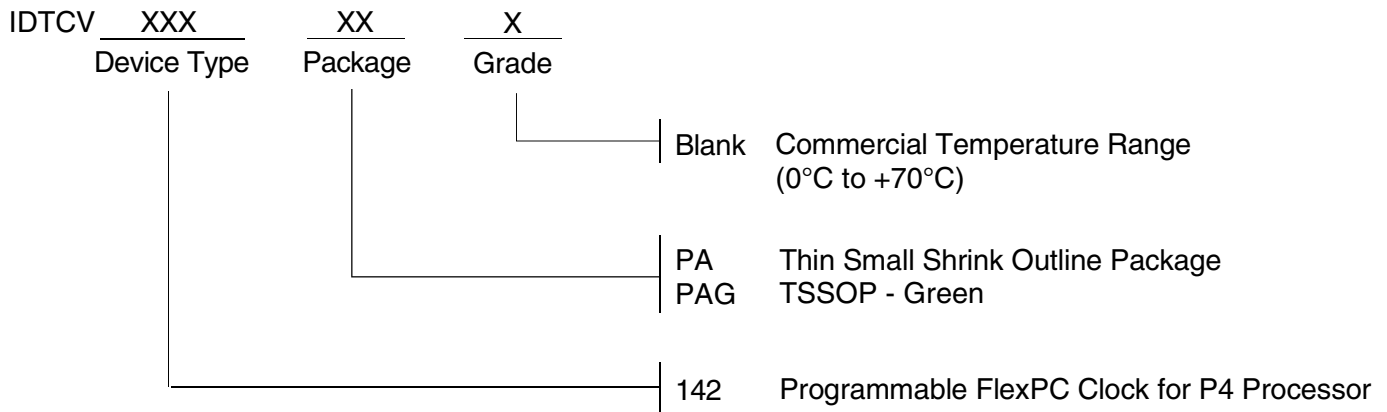 IDTCV XXX XX X
Device Type Package Grade
Blank Commercial Temperature Range
(0°C to +70°C)
PA Thin Small Shrink Outline Package
PAG TSSOP - Green
142 Programmable FlexPC Clock for P4 Processor